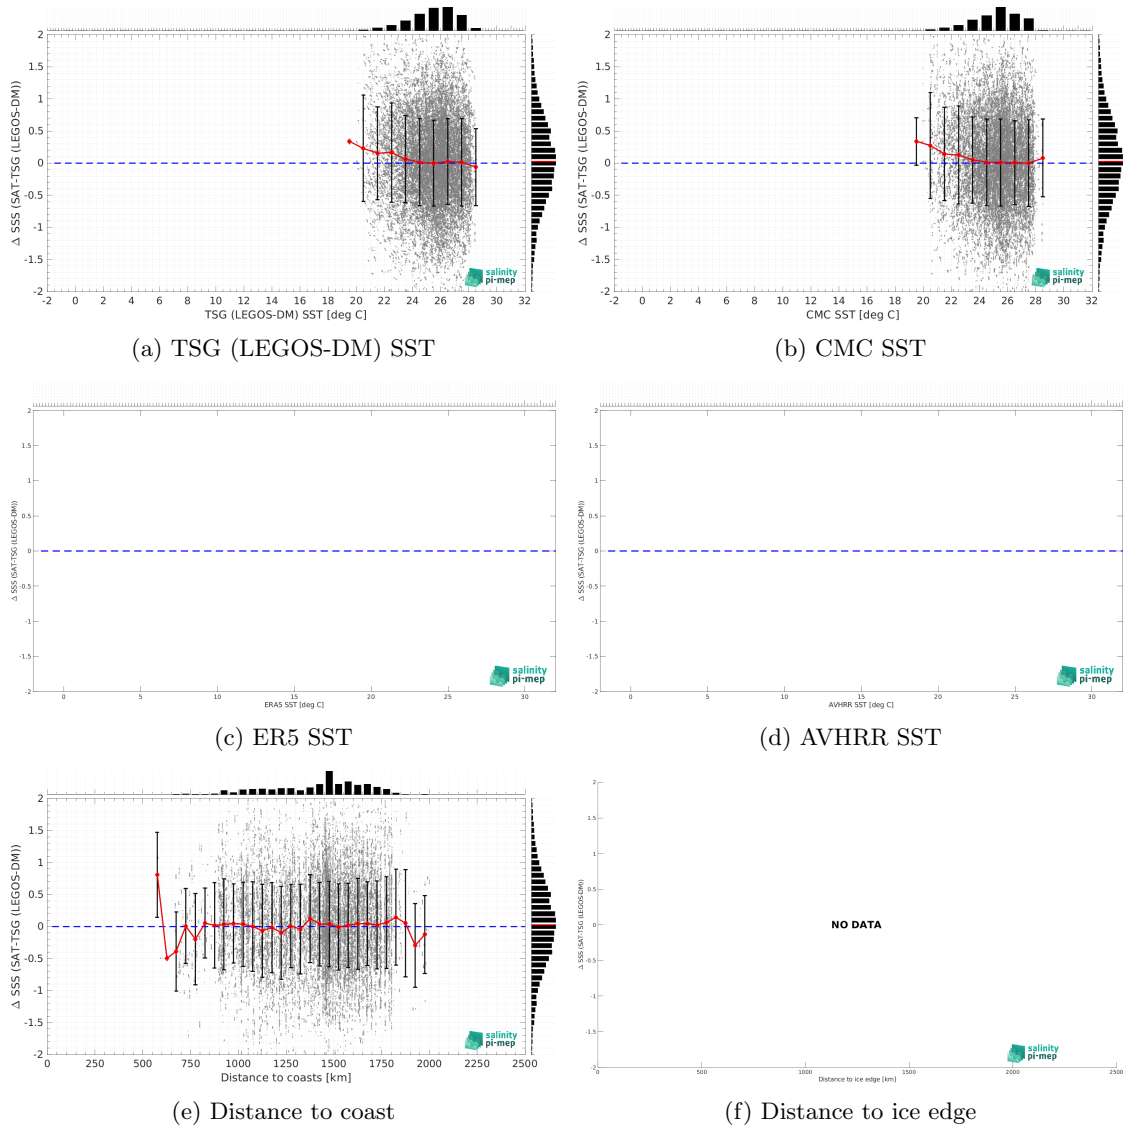 2
1.5
1
0.5
0
-0.5
-1
-1.5
-2
Δ SSS (SAT-TSG (LEGOS-DM))
-2 0 2 4 6 8 10 12 14 16 18 20 22 24 26 28 30 32
TSG (LEGOS-DM) SST [deg C]
salinity
pi-mep
(a) TSG (LEGOS-DM) SST
2
1.5
1
0.5
0
-0.5
-1
-1.5
-2
Δ SSS (SAT-TSG (LEGOS-DM))
-2 0 2 4 6 8 10 12 14 16 18 20 22 24 26 28 30 32
CMC SST [deg C]
salinity
pi-mep
(b) CMC SST
2
1.5
1
0.5
0
-0.5
-1
-1.5
-2
Δ SSS (SAT-TSG (LEGOS-DM))
0 5 10 15 20 25 30
ERA5 SST [deg C]
salinity
pi-mep
(c) ER5 SST
2
1.5
1
0.5
0
-0.5
-1
-1.5
-2
Δ SSS (SAT-TSG (LEGOS-DM))
0 5 10 15 20 25 30
AVHRR SST [deg C]
salinity
pi-mep
(d) AVHRR SST
2
1.5
1
0.5
0
-0.5
-1
-1.5
-2
Δ SSS (SAT-TSG (LEGOS-DM))
0 250 500 750 1000 1250 1500 1750 2000 2250 2500
Distance to coasts [km]
salinity
pi-mep
(e) Distance to coast
2
1.5
1
0.5
0
-0.5
-1
-1.5
-2
Δ SSS (SAT-TSG (LEGOS-DM))
NO DATA
0 500 1000 1500 2000 2500
Distance to ice edge [km]
salinity
pi-mep
(f) Distance to ice edge